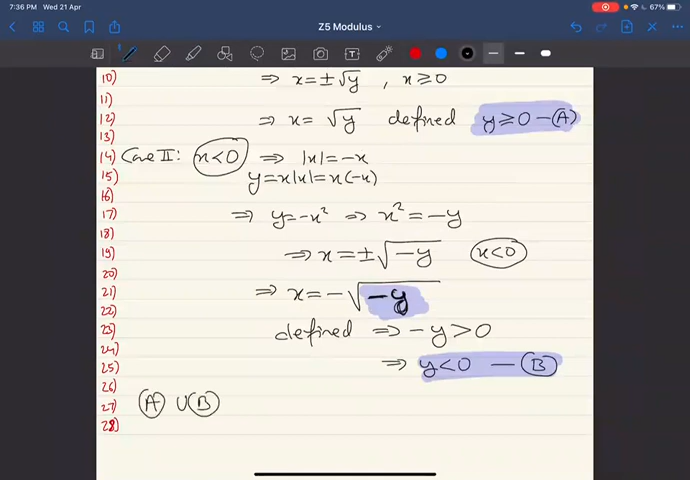 7:36 PM Wed 21 Apr 67%
Z5 Modulus
10) ⇒ x = ±√y , x ≥ 0
11)
12) ⇒ x = √y defined y ≥ 0 – Ⓐ
13)
14) Case II: x < 0 ⇒ |x| = -x
15) y = x|x| = x(-x)
16)
17) ⇒ y = -x² ⇒ x² = -y
18)
19) ⇒ x = ±√-y x < 0
20)
21) ⇒ x = -√-y
22)
23) defined ⇒ -y > 0
24)
25) ⇒ y < 0 – Ⓑ
26)
27) Ⓐ ∪ Ⓑ
28)